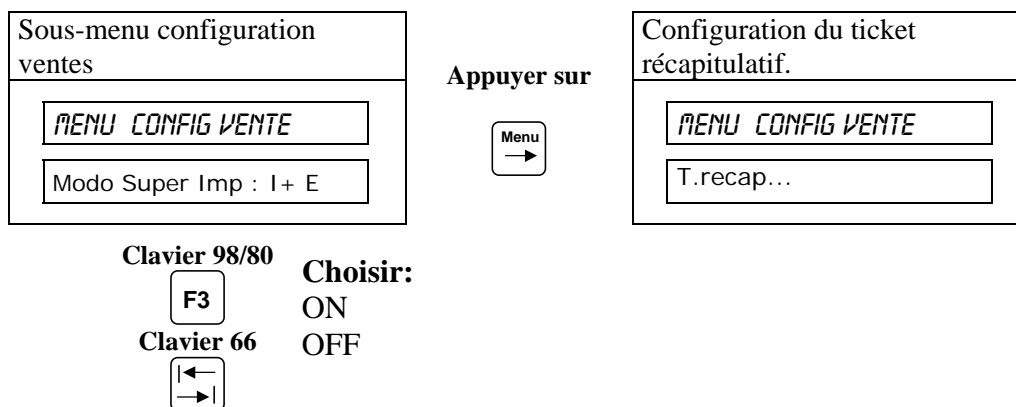 Sous-menu configuration
ventes
MENU CONFIG VENTE
Modo Super Imp : I+ E
Appuyer sur
Menu
Configuration du ticket
récapitulatif.
MENU CONFIG VENTE
T.recap...
Clavier 98/80
F3
Clavier 66
Choisir:
ON
OFF